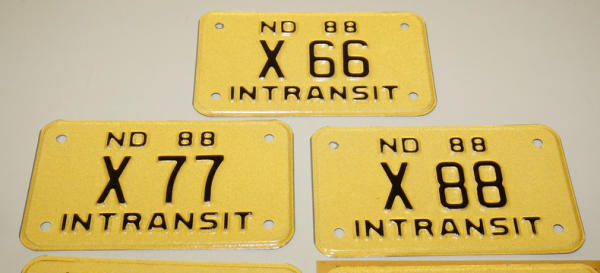 ND 88
X 66
INTRANSIT
ND 88
X 77
INTRANSIT
ND 88
X 88
INTRANSIT